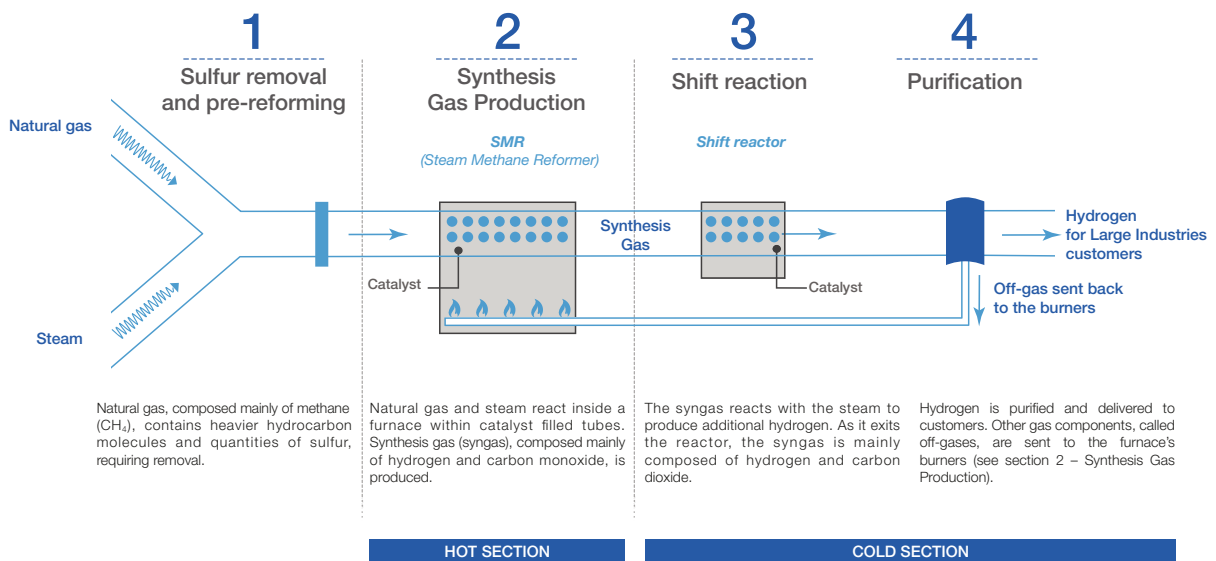 1
Sulfur removal
and pre-reforming
2
Synthesis
Gas Production
3
Shift reaction
4
Purification
SMR
(Steam Methane Reformer)
Shift reactor
Natural gas
Steam
Catalyst
Synthesis
Gas
Catalyst
Hydrogen
for Large Industries
customers
Off-gas sent back
to the burners
Natural gas, composed mainly of methane
(CH₄), contains heavier hydrocarbon
molecules and quantities of sulfur,
requiring removal.
Natural gas and steam react inside a
furnace within catalyst filled tubes.
Synthesis gas (syngas), composed mainly
of hydrogen and carbon monoxide, is
produced.
The syngas reacts with the steam to
produce additional hydrogen. As it exits
the reactor, the syngas is mainly
composed of hydrogen and carbon
dioxide.
Hydrogen is purified and delivered to
customers. Other gas components, called
off-gases, are sent to the furnace's
burners (see section 2 – Synthesis Gas
Production).
HOT SECTION
COLD SECTION